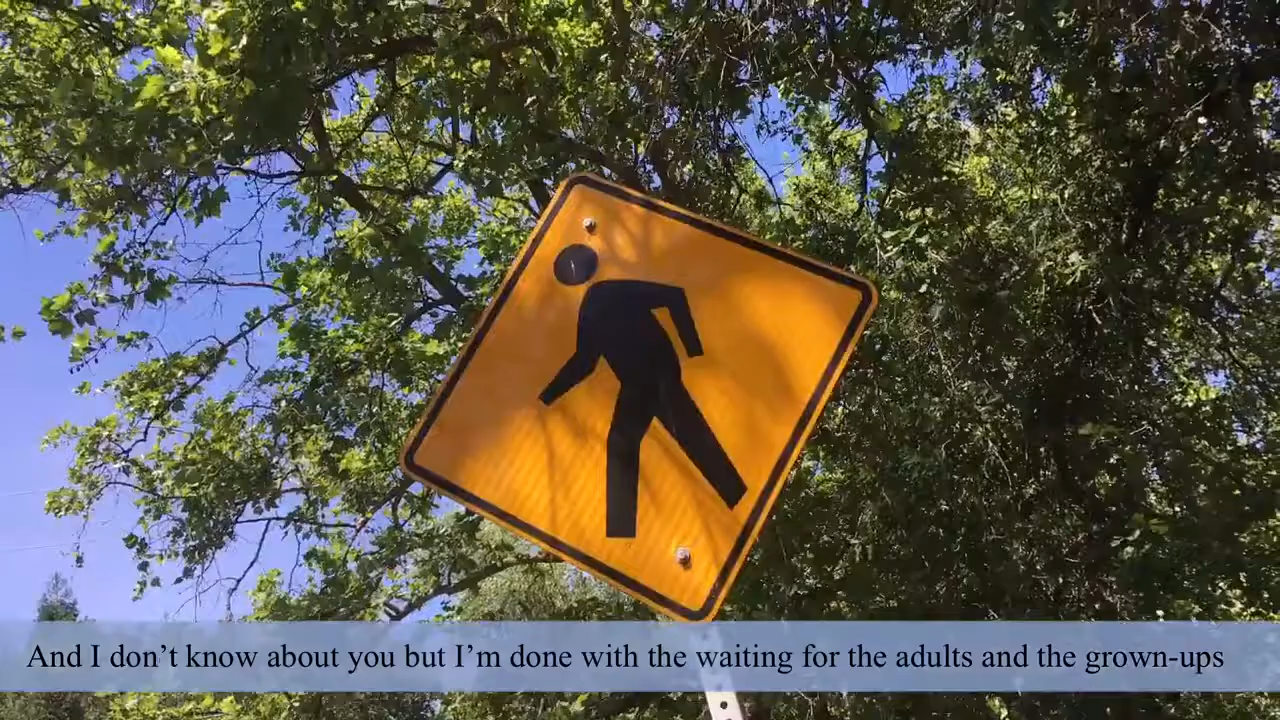 And I don’t know about you but I’m done with the waiting for the adults and the grown-ups